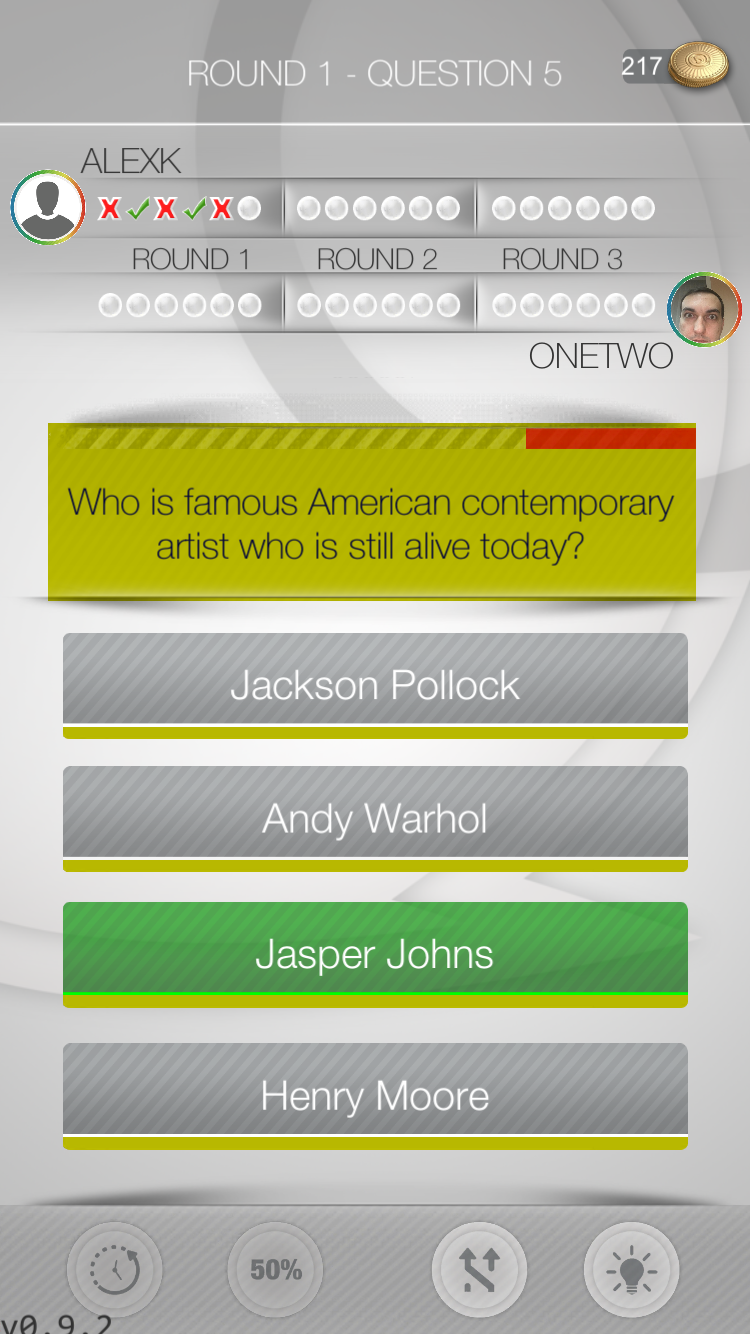 ROUND 1 - QUESTION 5
217
ALEXK
ROUND 1 ROUND 2 ROUND 3
ONETWO
Who is famous American contemporary
artist who is still alive today?
Jackson Pollock
Andy Warhol
Jasper Johns
Henry Moore
50%
v0.9.2